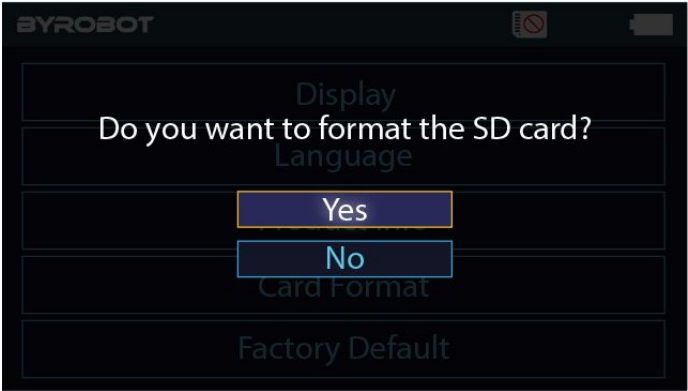 BYROBOT
Display
Do you want to format the SD card?
Language
Yes
No
Card Format
Factory Default